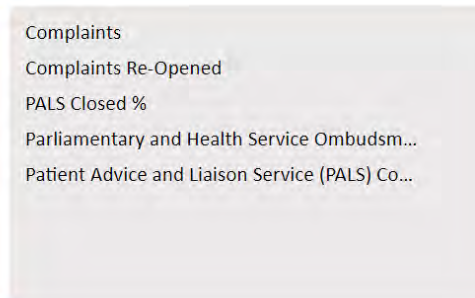 Complaints
Complaints Re-Opened
PALS Closed %
Parliamentary and Health Service Ombudsm...
Patient Advice and Liaison Service (PALS) Co...